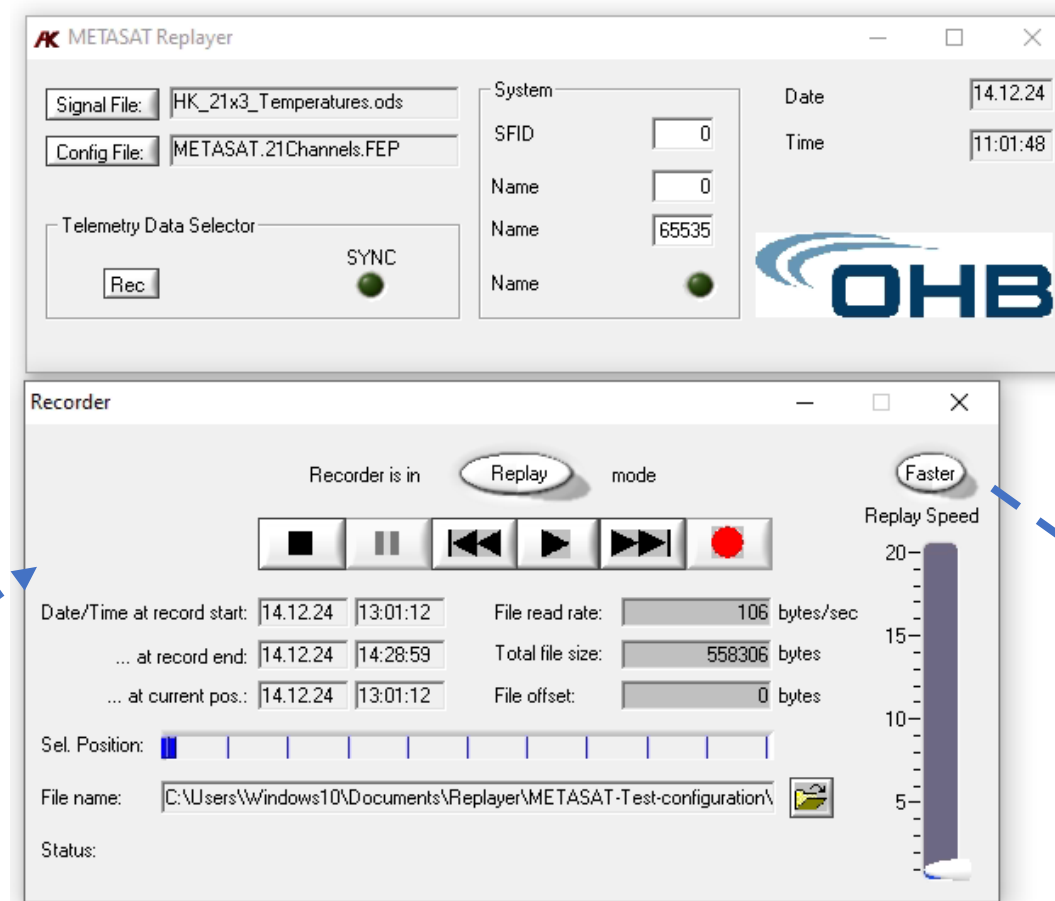 METASAT Replayer
Signal File: HK_21x3_Temperatures.ods
Config File: METASAT.21Channels.FEP
Telemetry Data Selector
Rec
SYNC
System
SFID 0
Name 0
Name 65535
Name
Date 14.12.24
Time 11:01:48
OHB
Recorder
Recorder is in Replay mode
Faster
Replay Speed
20
15
10
5
Date/Time at record start: 14.12.24 13:01:12
... at record end: 14.12.24 14:28:59
... at current pos.: 14.12.24 13:01:12
File read rate: 106 bytes/sec
Total file size: 558306 bytes
File offset: 0 bytes
Sel. Position:
File name: C:\Users\Windows10\Documents\Replayer\METASAT-Test-configuration\
Status: